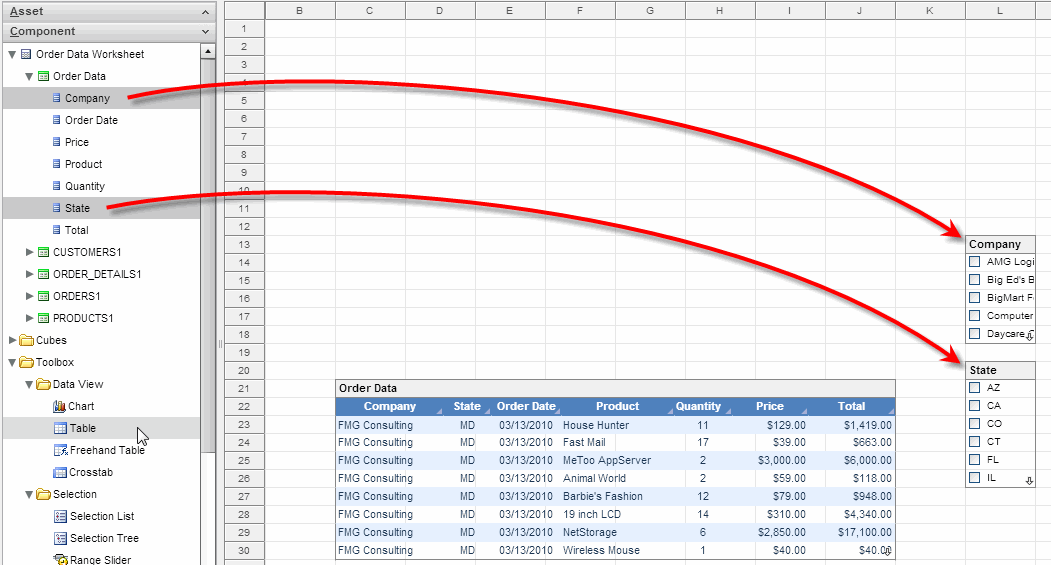 Asset
Component
Order Data Worksheet
Order Data
Company
Order Date
Price
Product
Quantity
State
Total
CUSTOMERS1
ORDER_DETAILS1
ORDERS1
PRODUCTS1
Cubes
Toolbox
Data View
Chart
Table
Freehand Table
Crosstab
Selection
Selection List
Selection Tree
Range Slider
B C D E F G H I J K L
1
2
3
4
5
6
7
8
9
10
11
12
13 Company
14 AMG Logi
15 Big Ed's B
16 BigMart F
17 Computer
18 Daycare
19
20 State
21 Order Data AZ
22 Company State Order Date Product Quantity Price Total CA
23 FMG Consulting MD 03/13/2010 House Hunter 11 $129.00 $1,419.00 CO
24 FMG Consulting MD 03/13/2010 Fast Mail 17 $39.00 $663.00 CT
25 FMG Consulting MD 03/13/2010 MeToo AppServer 2 $3,000.00 $6,000.00 FL
26 FMG Consulting MD 03/13/2010 Animal World 2 $59.00 $118.00 IL
27 FMG Consulting MD 03/13/2010 Barbie's Fashion 12 $79.00 $948.00
28 FMG Consulting MD 03/13/2010 19 inch LCD 14 $310.00 $4,340.00
29 FMG Consulting MD 03/13/2010 NetStorage 6 $2,850.00 $17,100.00
30 FMG Consulting MD 03/13/2010 Wireless Mouse 1 $40.00 $40.00